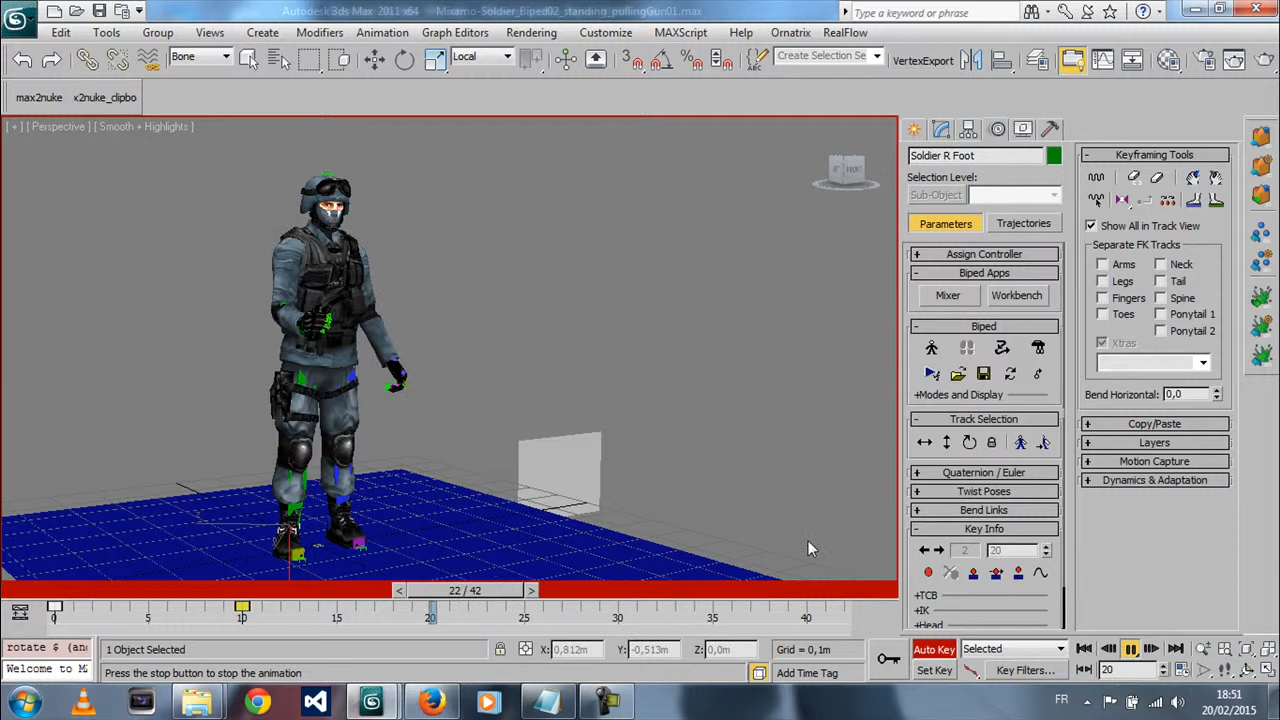 Autodesk 3ds Max 2011 x64 Mixamo-Soldier_Biped02_standing_pullingGun01.max
Type a keyword or phrase
Edit Tools Group Views Create Modifiers Animation Graph Editors Rendering Customize MAXScript Help Ornatrix RealFlow
Bone Local 3 Create Selection Se VertexExport
max2nuke x2nuke_clipbo
[ + ] [ Perspective ] [ Smooth + Highlights ]
Soldier R Foot
Selection Level:
Sub-Object
Parameters Trajectories
+ Assign Controller
- Biped Apps
Mixer Workbench
- Biped
+Modes and Display
- Track Selection
+ Quaternion / Euler
+ Twist Poses
+ Bend Links
- Key Info
2 20
+TCB
+IK
+Head
- Keyframing Tools
Show All in Track View
Separate FK Tracks
Arms Neck
Legs Tail
Fingers Spine
Toes Ponytail 1
Ponytail 2
Xtras
Bend Horizontal: 0,0
+ Copy/Paste
+ Layers
+ Motion Capture
+ Dynamics & Adaptation
< 22 / 42 >
0 5 10 15 20 25 30 35 40
rotate $ (an 1 Object Selected X: 0,812m Y: -0,513m Z: 0,0m Grid = 0,1m Auto Key Selected
Welcome to M Press the stop button to stop the animation Add Time Tag Set Key Key Filters... 20
FR 18:51
20/02/2015